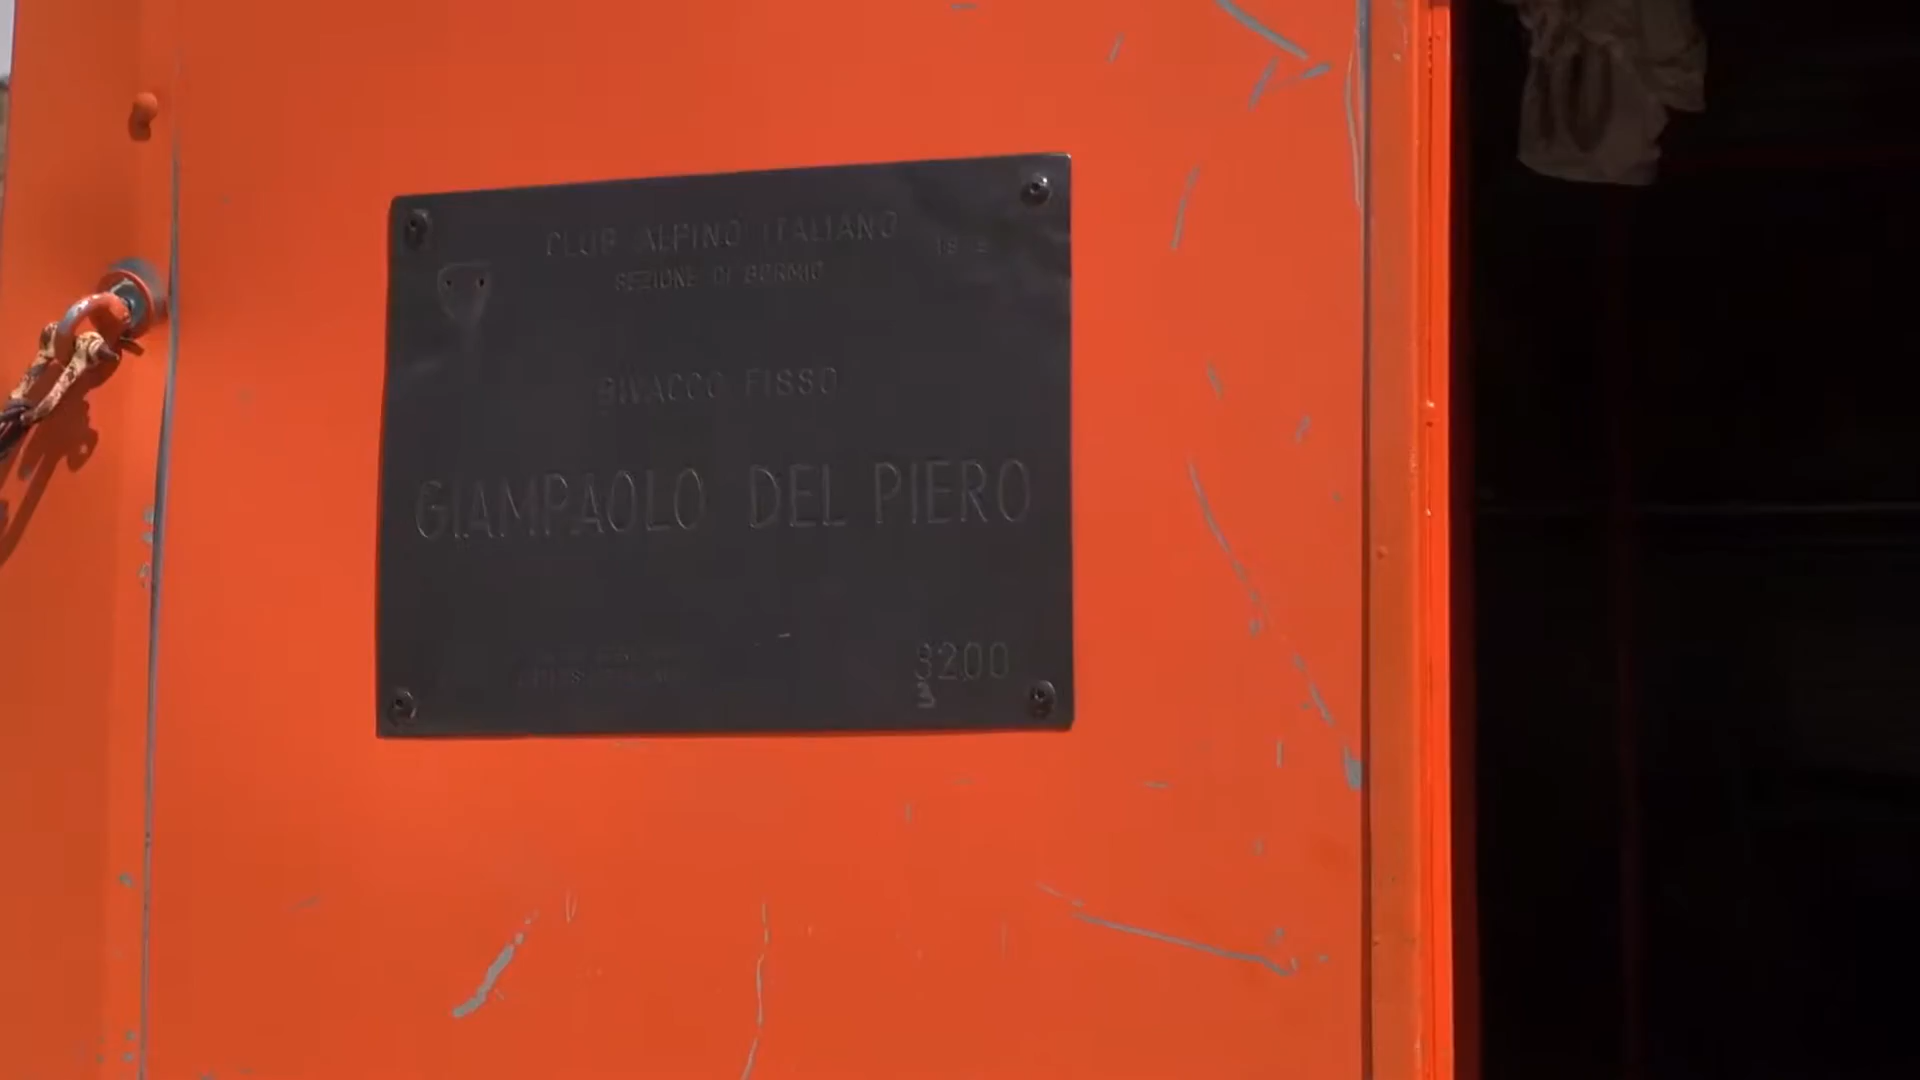 CLUB ALPINO ITALIANO
SEZIONE DI BORMIO
BIVACCO FISSO
GIAMPAOLO DEL PIERO
3200